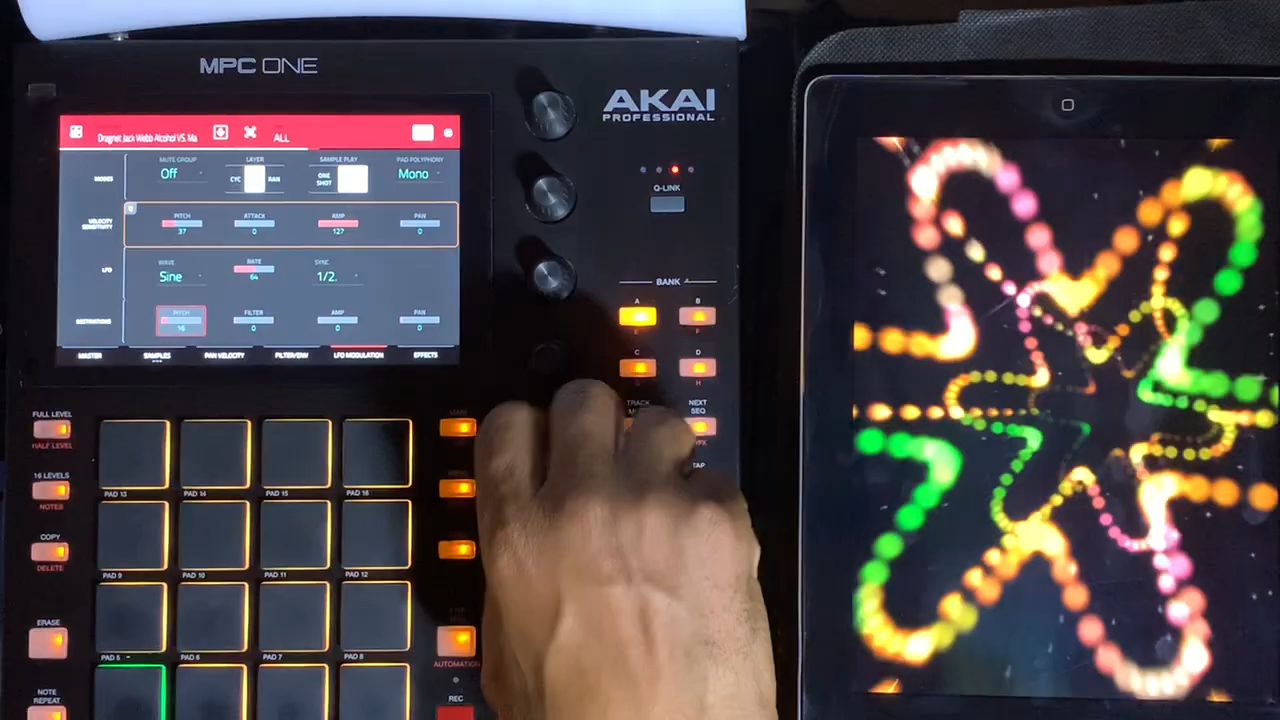 MPC ONE
AKAI
PROFESSIONAL
Dragnet Jack Webb Alcohol VS. Ma
ALL
MODES
MUTE GROUP
Off
LAYER
CYC
RAN
SAMPLE PLAY
ONE
SHOT
PAD POLYPHONY
Mono
VELOCITY
SENSITIVITY
PITCH
37
ATTACK
0
AMP
127
PAN
0
LFO
WAVE
Sine
RATE
64
SYNC
1/2.
DESTINATIONS
PITCH
16
FILTER
0
AMP
0
PAN
0
MASTER
SAMPLES
PAN VELOCITY
FILTER/ENV
LFO MODULATION
EFFECTS
Q-LINK
BANK
A
B
F
C
D
H
TRACK
NEXT
SEQ
TAP
FULL LEVEL
HALF LEVEL
16 LEVELS
NOTES
COPY
DELETE
ERASE
NOTE
REPEAT
PAD 13
PAD 14
PAD 15
PAD 16
PAD 9
PAD 10
PAD 11
PAD 12
PAD 5
PAD 6
PAD 7
PAD 8
AUTOMATION
REC